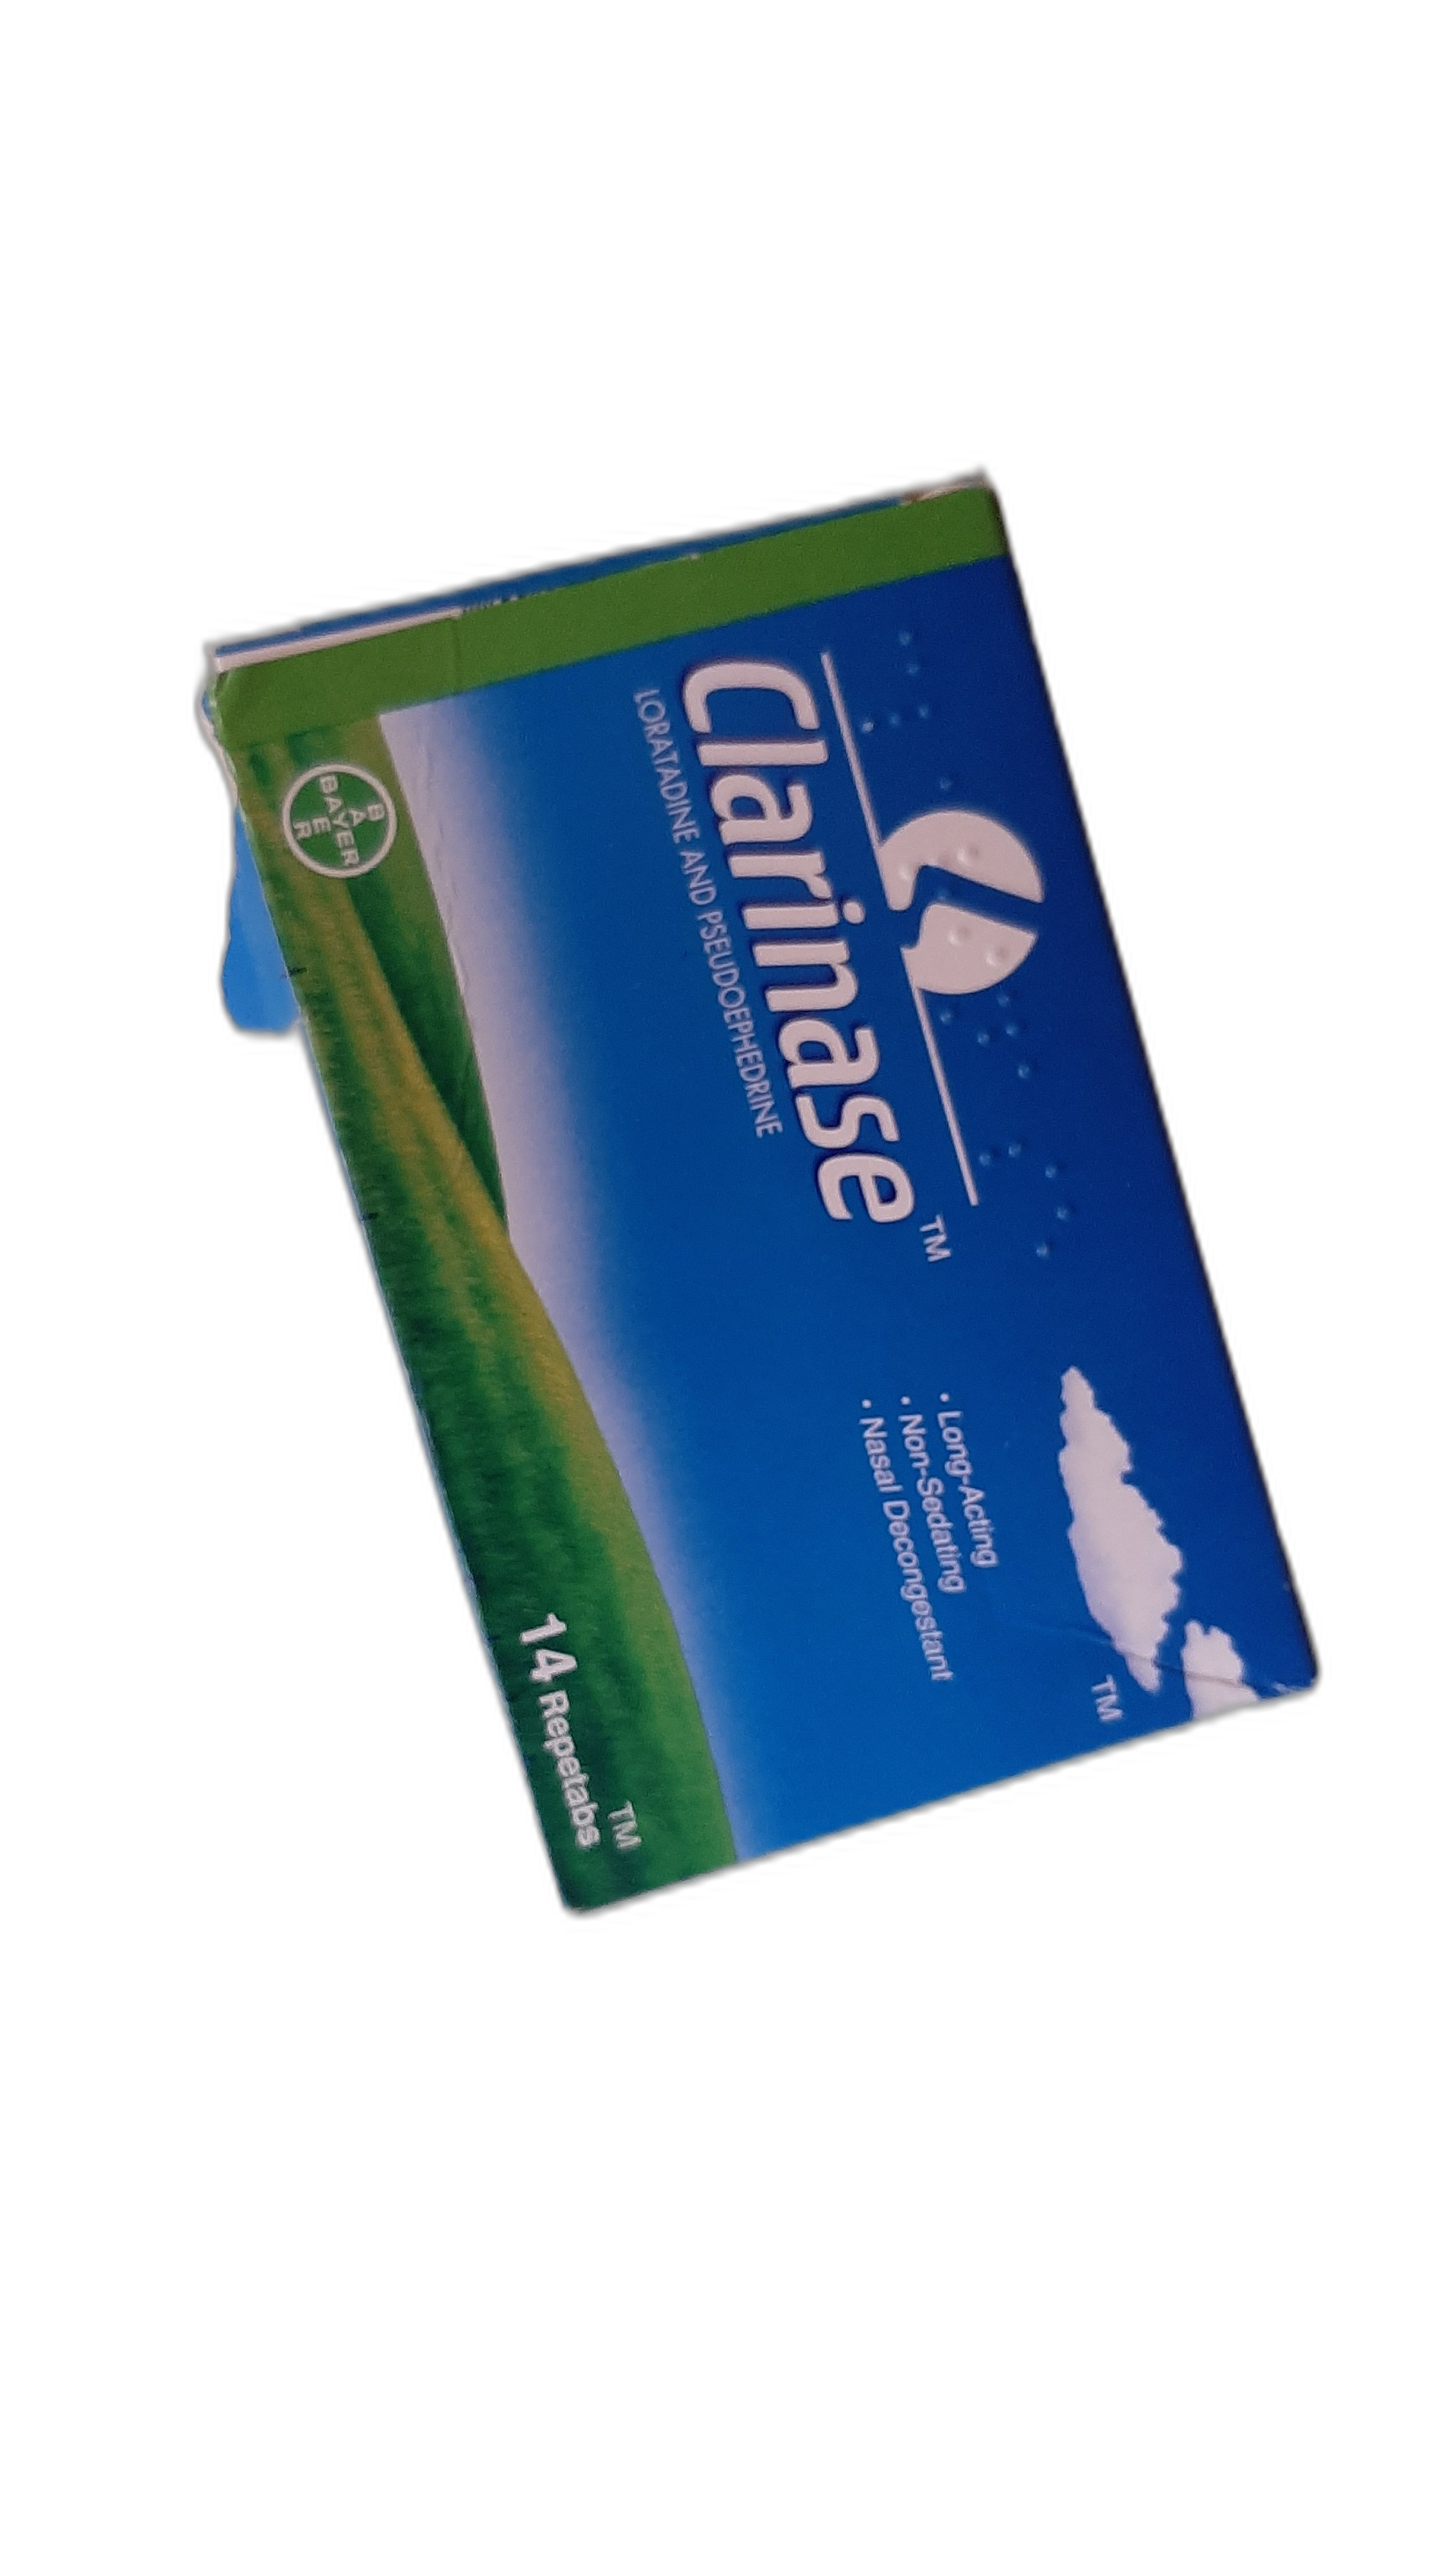 Clarinase™
LORATADINE AND PSEUDOEPHEDRINE
• Long-Acting
• Non-Sedating
• Nasal Decongestant
TM
B
A
BAYER
E
R
14 Repetabs™